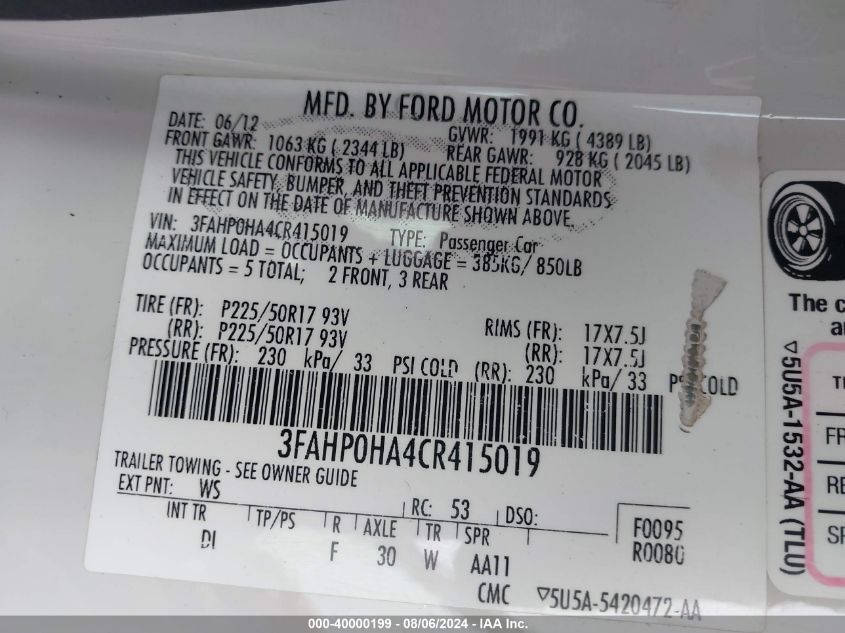 MFD. BY FORD MOTOR CO.
DATE: 06/12 GVWR: 1991 KG ( 4389 LB)
FRONT GAWR: 1063 KG ( 2344 LB) REAR GAWR: 928 KG ( 2045 LB)
THIS VEHICLE CONFORMS TO ALL APPLICABLE FEDERAL MOTOR
VEHICLE SAFETY, BUMPER, AND THEFT PREVENTION STANDARDS
IN EFFECT ON THE DATE OF MANUFACTURE SHOWN ABOVE.
VIN: 3FAHP0HA4CR415019 TYPE: Passenger Car
MAXIMUM LOAD = OCCUPANTS + LUGGAGE = 385KG/ 850LB
OCCUPANTS = 5 TOTAL; 2 FRONT, 3 REAR
TIRE (FR): P225/50R17 93V RIMS (FR): 17X7.5J
(RR): P225/50R17 93V (RR): 17X7.5J
PRESSURE (FR): 230 kPa/ 33 PSI COLD (RR): 230 kPa/ 33 PSI COLD
3FAHP0HA4CR415019
TRAILER TOWING - SEE OWNER GUIDE
EXT PNT: WS RC: 53 DSO:
INT TR TP/PS R AXLE TR SPR F0095
DI F 30 W AA11 R0080
CMC ▽5U5A-5420472-AA
The c
a
▽5U5A-1532-AA (TLU)
FR
RE
SP
000-40000199 - 08/06/2024 - IAA Inc.